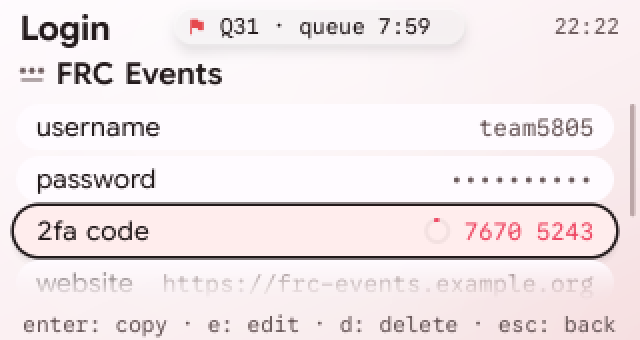 Login
Q31 · queue 7:59
22:22
FRC Events
username team5805
password ••••••••••
2fa code 7670 5243
website https://frc-events.example.org
enter: copy · e: edit · d: delete · esc: back